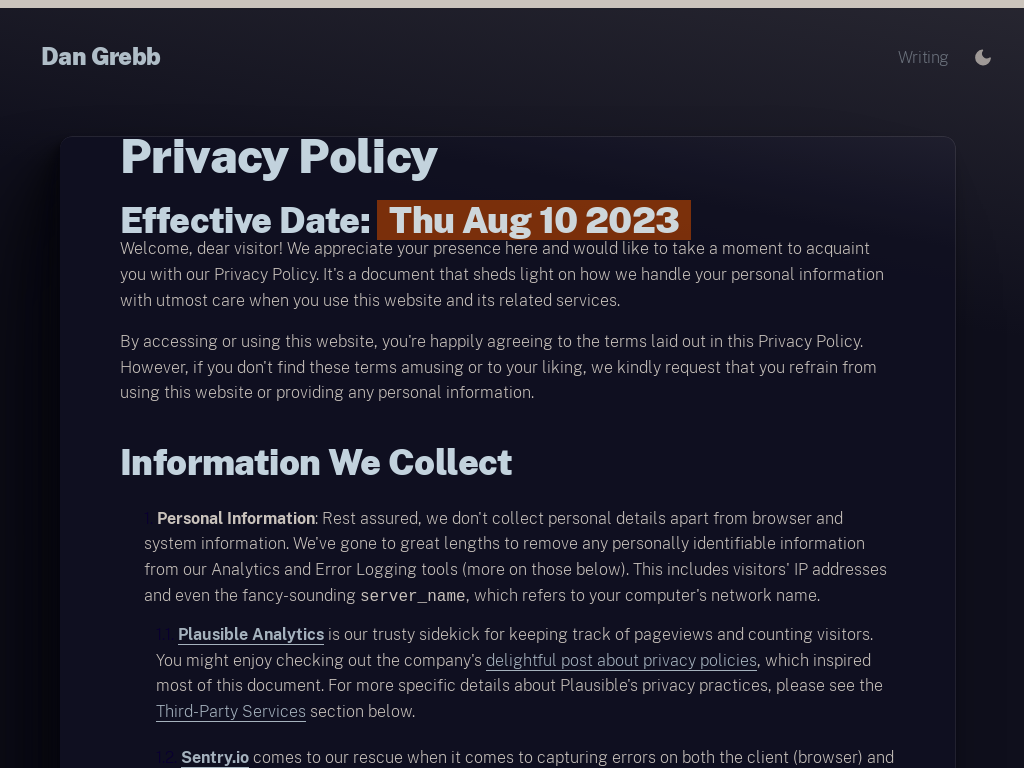 Dan Grebb
Writing
Privacy Policy
Effective Date: Thu Aug 10 2023
Welcome, dear visitor! We appreciate your presence here and would like to take a moment to acquaint
you with our Privacy Policy. It's a document that sheds light on how we handle your personal information
with utmost care when you use this website and its related services.
By accessing or using this website, you're happily agreeing to the terms laid out in this Privacy Policy.
However, if you don't find these terms amusing or to your liking, we kindly request that you refrain from
using this website or providing any personal information.
Information We Collect
1. Personal Information: Rest assured, we don't collect personal details apart from browser and
system information. We've gone to great lengths to remove any personally identifiable information
from our Analytics and Error Logging tools (more on those below). This includes visitors' IP addresses
and even the fancy-sounding server_name, which refers to your computer's network name.
1.1. Plausible Analytics is our trusty sidekick for keeping track of pageviews and counting visitors.
You might enjoy checking out the company's delightful post about privacy policies, which inspired
most of this document. For more specific details about Plausible's privacy practices, please see the
Third-Party Services section below.
1.2. Sentry.io comes to our rescue when it comes to capturing errors on both the client (browser) and